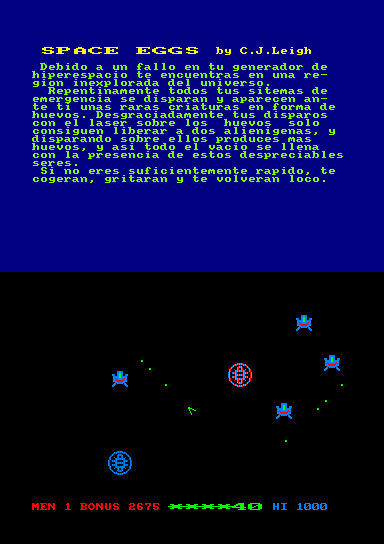 SPACE EGGS by C.J.Leigh
Debido a un fallo en tu generador de
hiperespacio te encuentras en una re-
gion inexplorada del universo.
Repentinamente todos tus sitemas de
emergencia se disparan y aparecen an-
te ti unas raras criaturas en forma de
huevos. Desgraciadamente tus disparos
con el laser sobre los huevos solo
consiguen liberar a dos alienigenas, y
disparando sobre ellos produces mas
huevos, y asi todo el vacio se llena
con la presencia de estos despreciables
seres.
Si no eres suficientemente rapido, te
cogeran, gritaran y te volveran loco.
MEN 1 BONUS 2675 40 HI 1000